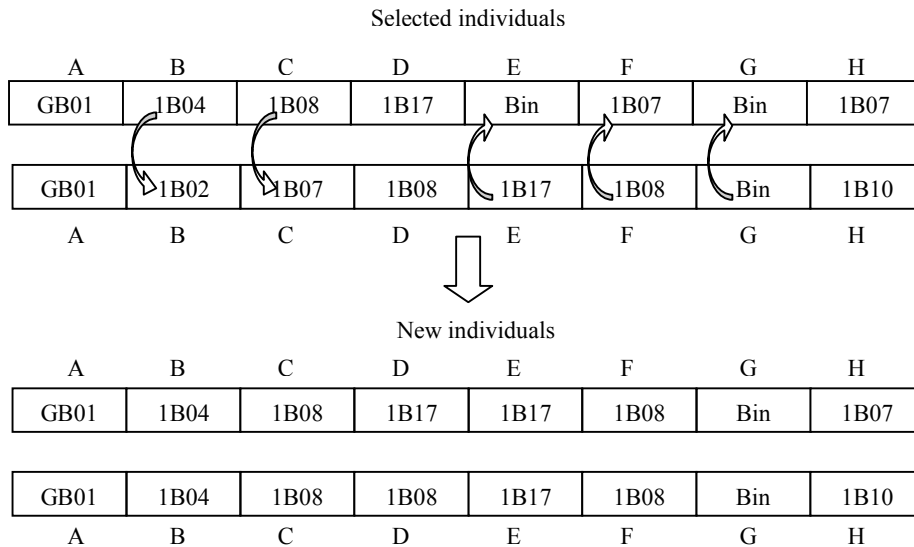 Selected individuals
A B C D E F G H
GB01 1B04 1B08 1B17 Bin 1B07 Bin 1B07
GB01 1B02 1B07 1B08 1B17 1B08 Bin 1B10
A B C D E F G H
New individuals
A B C D E F G H
GB01 1B04 1B08 1B17 1B17 1B08 Bin 1B07
GB01 1B04 1B08 1B08 1B17 1B08 Bin 1B10
A B C D E F G H